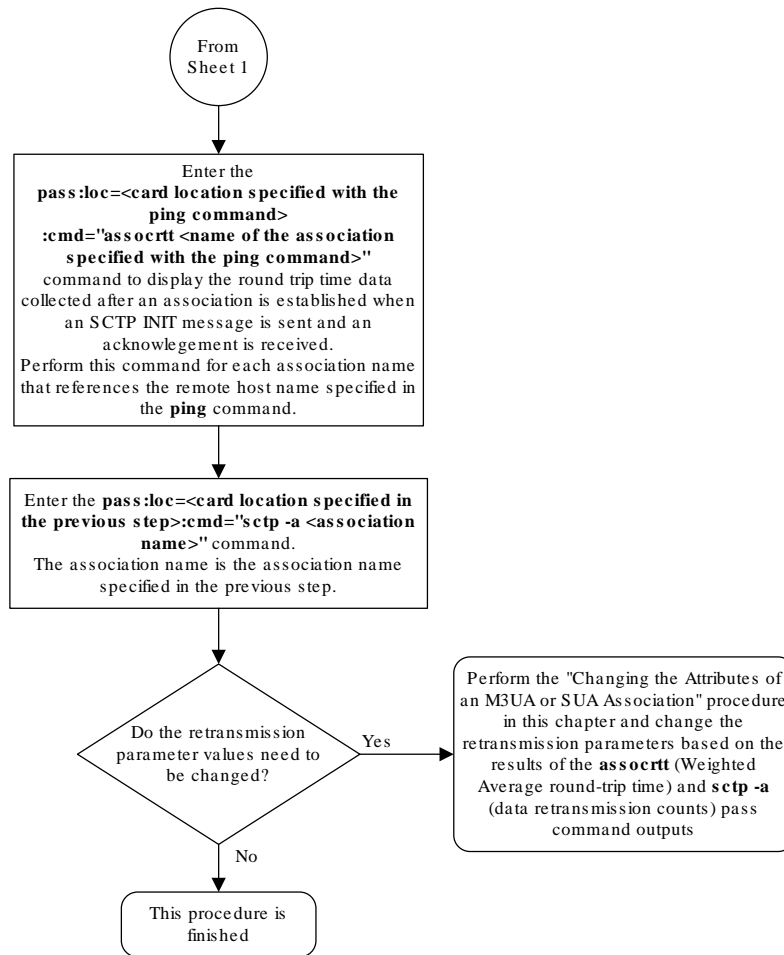 From
Sheet 1
Enter the
pass:loc=<card location specified with the
ping command>
:cmd="assocrtt <name of the association
specified with the ping command>"
command to display the round trip time data
collected after an association is established when
an SCTP INIT message is sent and an
acknowlegement is received.
Perform this command for each association name
that references the remote host name specified in
the ping command.
Enter the pass:loc=<card location specified in
the previous step>:cmd="sctp -a <association
name>" command.
The association name is the association name
specified in the previous step.
Do the retransmission
parameter values need to
be changed?
Yes
Perform the "Changing the Attributes of
an M3UA or SUA Association" procedure
in this chapter and change the
retransmission parameters based on the
results of the assocrtt (Weighted
Average round-trip time) and sctp -a
(data retransmission counts) pass
command outputs
No
This procedure is
finished